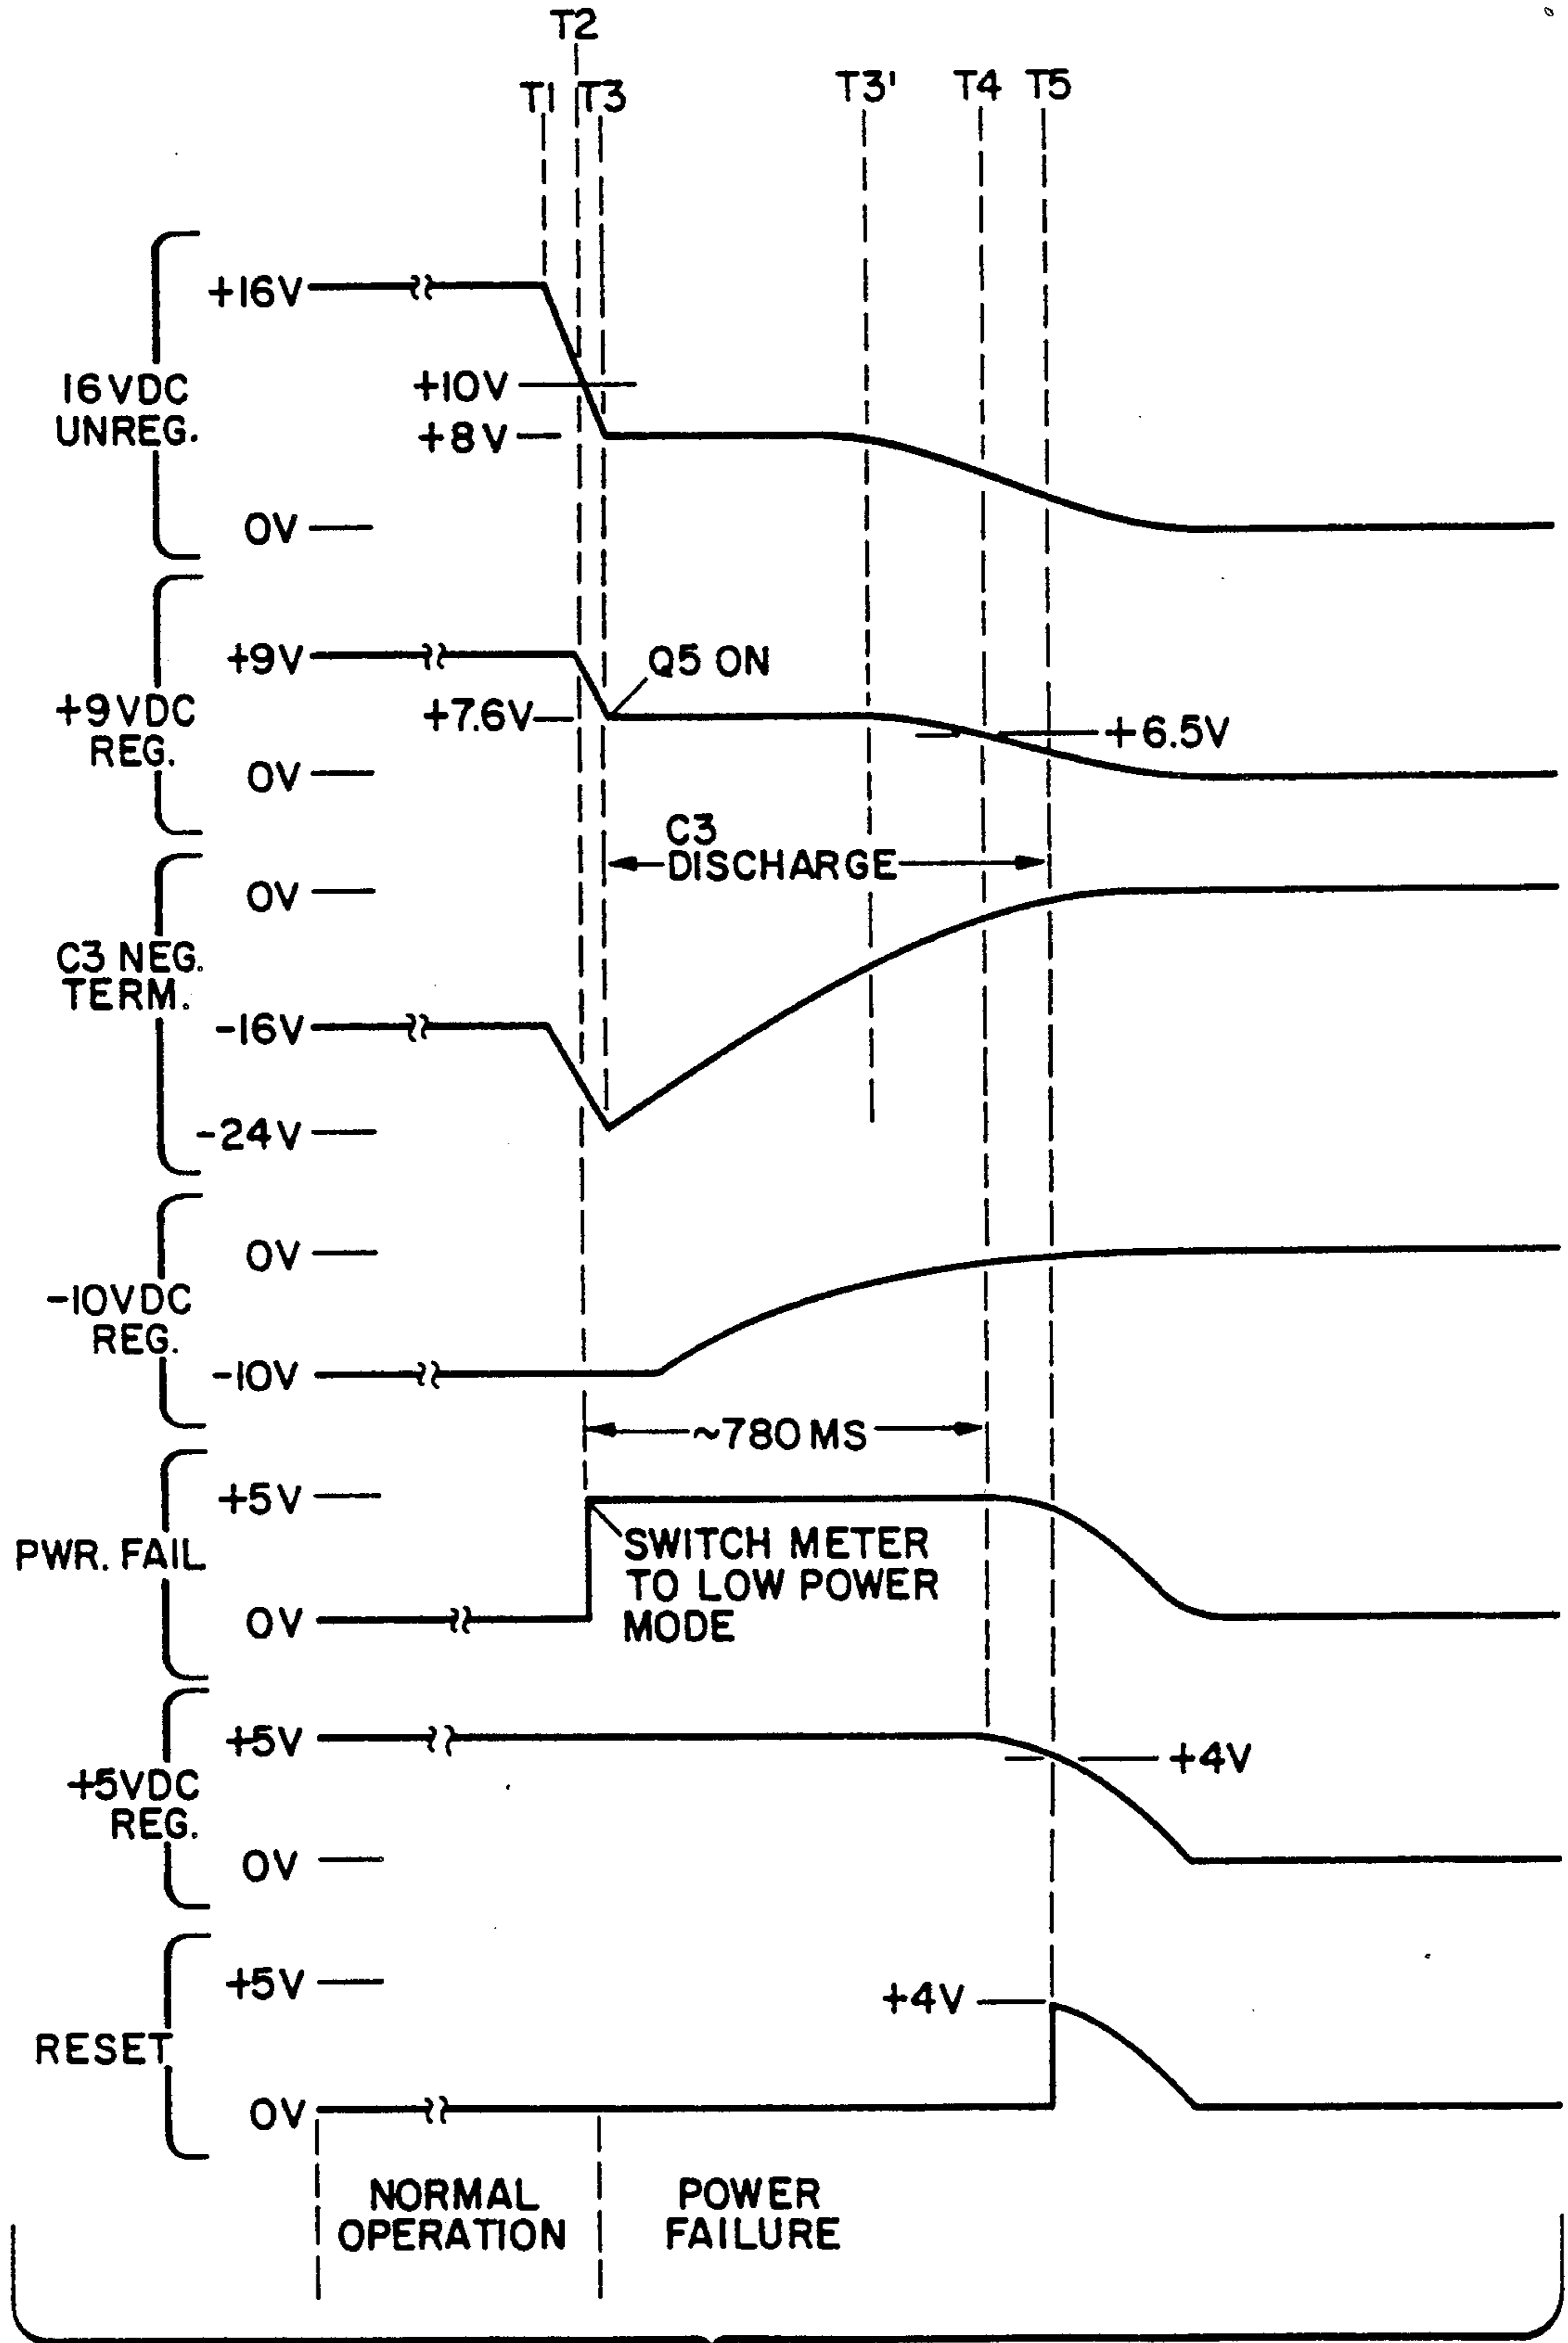 T2
T1
T3
T3'
T4
T5
16VDC
UNREG.
+16V
+10V
+8V
0V
+9VDC
REG.
+9V
Q5 ON
+7.6V
+6.5V
0V
C3
DISCHARGE
C3 NEG.
TERM.
0V
-16V
-24V
-10VDC
REG.
0V
-10V
~780 MS
PWR. FAIL
+5V
SWITCH METER
TO LOW POWER
MODE
0V
+5VDC
REG.
+5V
+4V
0V
RESET
+5V
+4V
0V
NORMAL
OPERATION
POWER
FAILURE